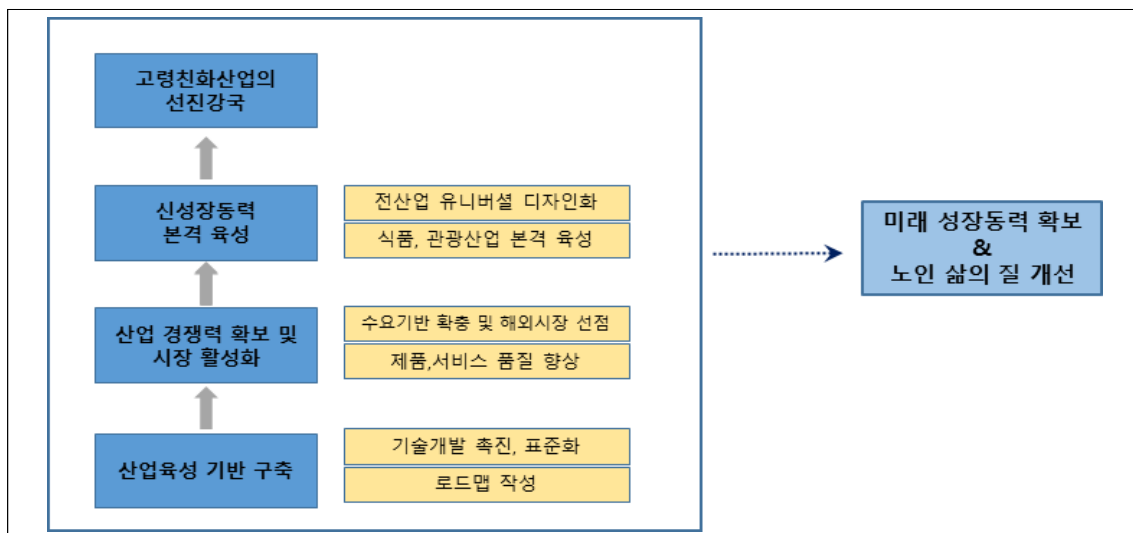 고령친화산업의
선진강국
신성장동력
본격 육성
전산업 유니버셜 디자인화
식품, 관광산업 본격 육성
산업 경쟁력 확보 및
시장 활성화
수요기반 확충 및 해외시장 선점
제품,서비스 품질 향상
산업육성 기반 구축
기술개발 촉진, 표준화
로드맵 작성
미래 성장동력 확보
&
노인 삶의 질 개선